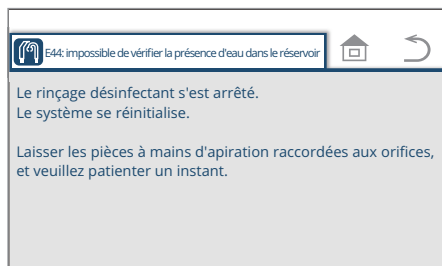 E44: impossible de vérifier la présence d'eau dans le réservoir
Le rinçage désinfectant s'est arrêté.
Le système se réinitialise.
Laisser les pièces à mains d'apiration raccordées aux orifices,
et veuillez patienter un instant.